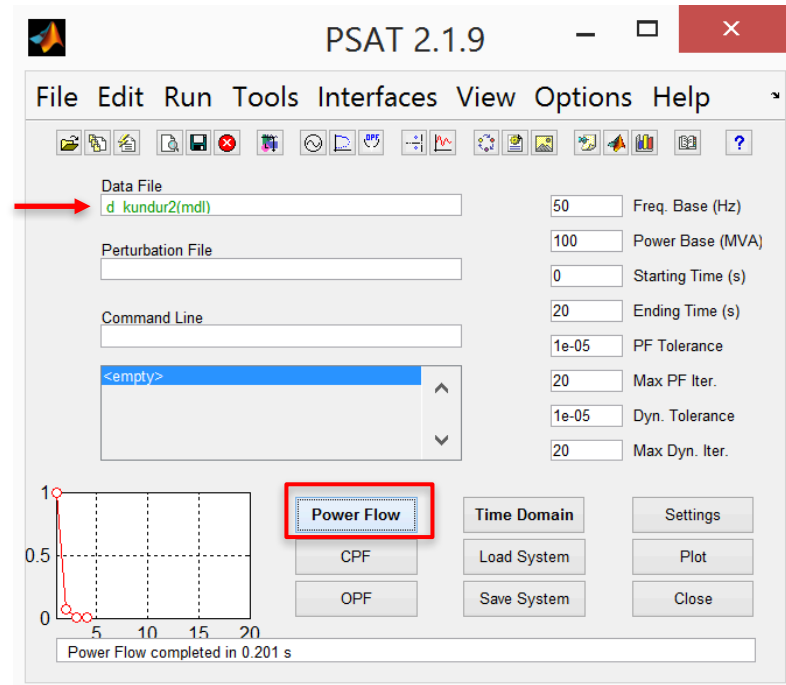 PSAT 2.1.9
File Edit Run Tools Interfaces View Options Help
OPF
?
Data File
d_kundur2(mdl)
Perturbation File
Command Line
<empty>
50 Freq. Base (Hz)
100 Power Base (MVA)
0 Starting Time (s)
20 Ending Time (s)
1e-05 PF Tolerance
20 Max PF Iter.
1e-05 Dyn. Tolerance
20 Max Dyn. Iter.
1
0.5
0
5 10 15 20
Power Flow Time Domain Settings
CPF Load System Plot
OPF Save System Close
Power Flow completed in 0.201 s